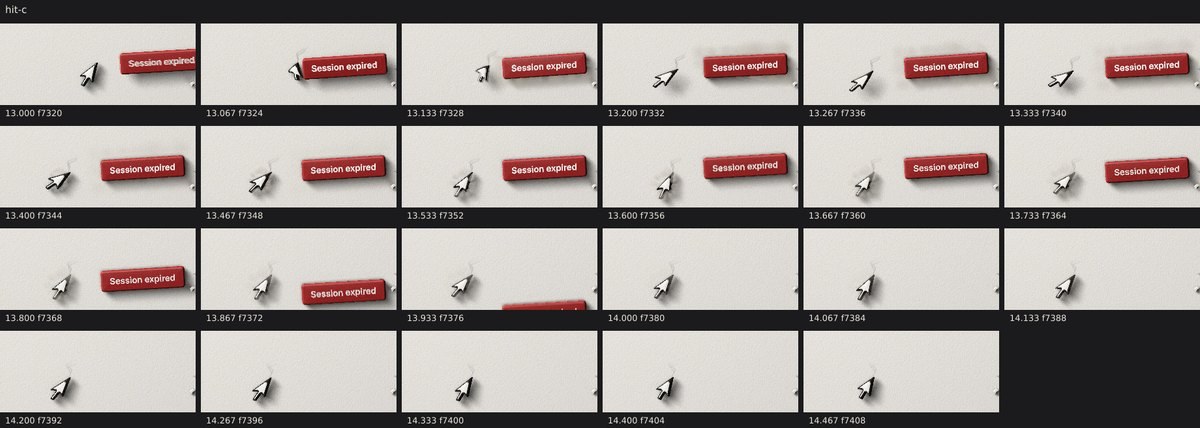 hit-c
Session expired Session expired Session expired Session expired Session expired Session expired
13.000 f7320 13.067 f7324 13.133 f7328 13.200 f7332 13.267 f7336 13.333 f7340
Session expired Session expired Session expired Session expired Session expired Session expired
13.400 f7344 13.467 f7348 13.533 f7352 13.600 f7356 13.667 f7360 13.733 f7364
Session expired Session expired
13.800 f7368 13.867 f7372 13.933 f7376 14.000 f7380 14.067 f7384 14.133 f7388
14.200 f7392 14.267 f7396 14.333 f7400 14.400 f7404 14.467 f7408